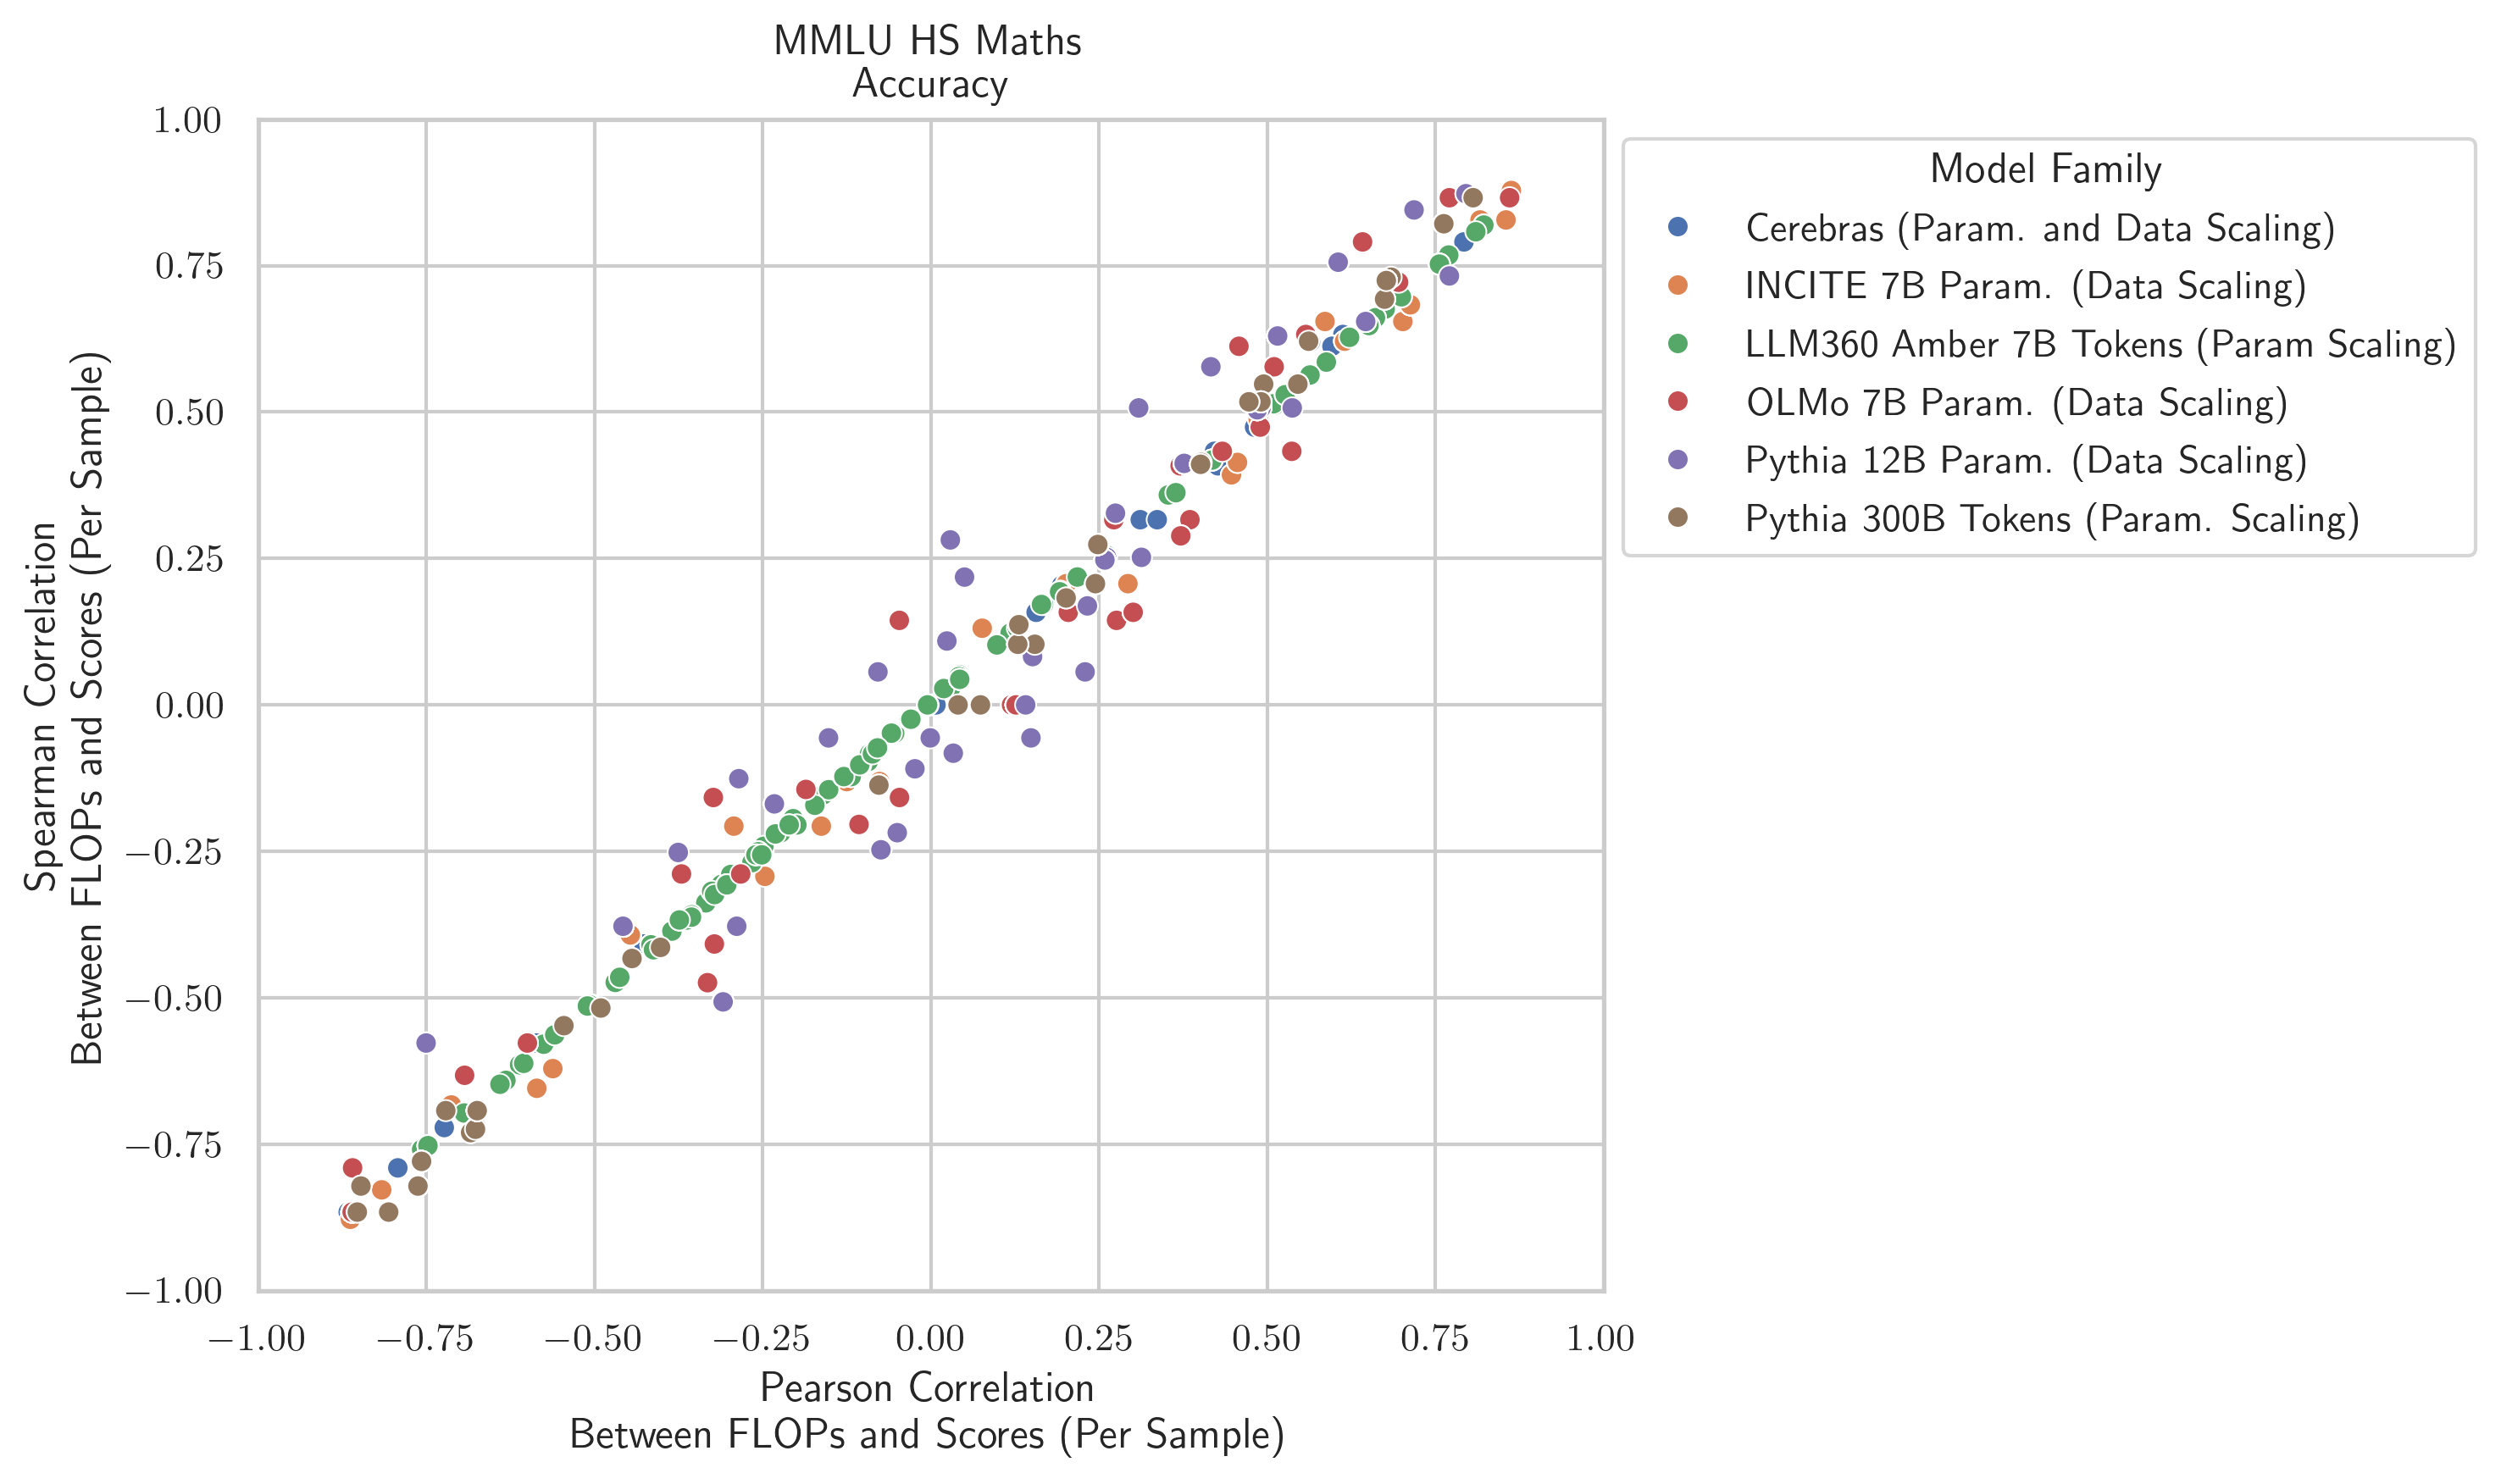 MMLU HS Maths
Accuracy
1.00
0.75
0.50
0.25
0.00
−0.25
−0.50
−0.75
−1.00
Spearman Correlation
Between FLOPs and Scores (Per Sample)
−1.00 −0.75 −0.50 −0.25 0.00 0.25 0.50 0.75 1.00
Pearson Correlation
Between FLOPs and Scores (Per Sample)
Model Family
Cerebras (Param. and Data Scaling)
INCITE 7B Param. (Data Scaling)
LLM360 Amber 7B Tokens (Param Scaling)
OLMo 7B Param. (Data Scaling)
Pythia 12B Param. (Data Scaling)
Pythia 300B Tokens (Param. Scaling)